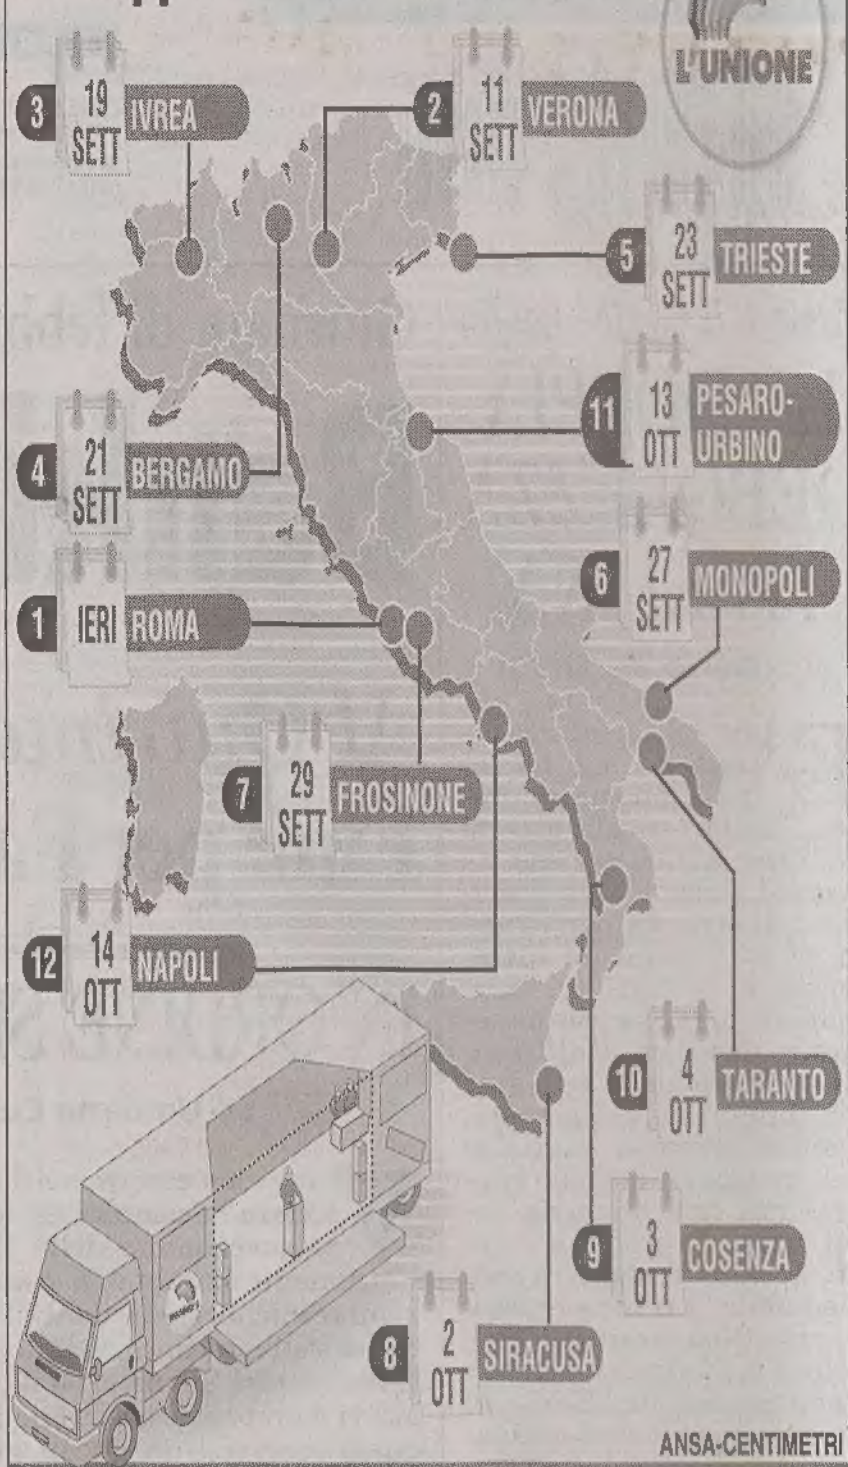 L'UNIONE
3
19
SETT
IVREA
2
11
SETT
VERONA
5
23
SETT
TRIESTE
11
13
OTT
PESARO-
URBINO
4
21
SETT
BERGAMO
6
27
SETT
MONOPOLI
1
IERI
ROMA
7
29
SETT
FROSINONE
12
14
OTT
NAPOLI
10
4
OTT
TARANTO
9
3
OTT
COSENZA
8
2
OTT
SIRACUSA
ANSA-CENTIMETRI